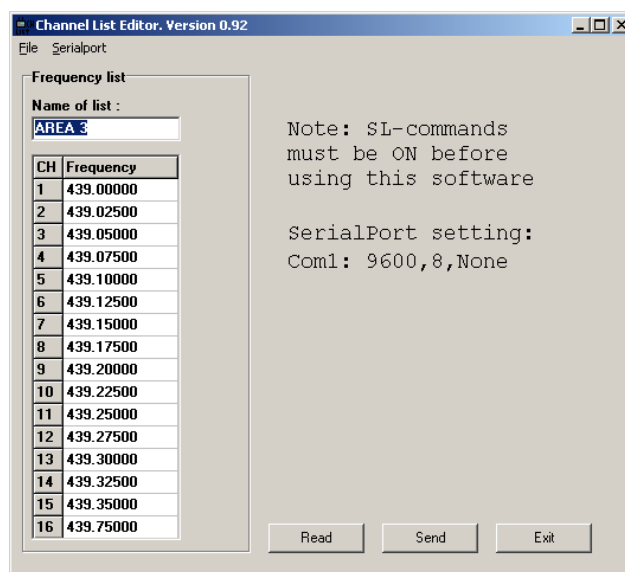 Channel List Editor. Version 0.92
File Serialport
Frequency list
Name of list :
AREA 3
CH Frequency
1 439.00000
2 439.02500
3 439.05000
4 439.07500
5 439.10000
6 439.12500
7 439.15000
8 439.17500
9 439.20000
10 439.22500
11 439.25000
12 439.27500
13 439.30000
14 439.32500
15 439.35000
16 439.75000
Note: SL-commands
must be ON before
using this software
SerialPort setting:
Com1: 9600,8,None
Read Send Exit